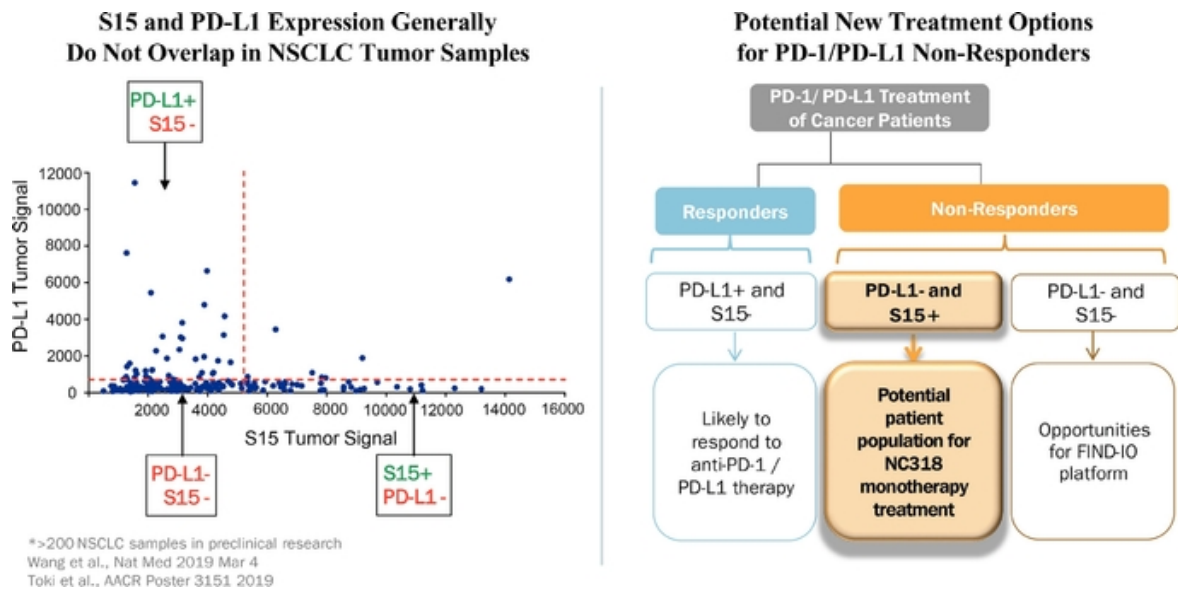 S15 and PD-L1 Expression Generally
Do Not Overlap in NSCLC Tumor Samples
PD-L1+
S15 -
12000
10000
8000
6000
4000
2000
0
PD-L1 Tumor Signal
2000 4000 6000 8000 10000 12000 14000 16000
S15 Tumor Signal
PD-L1-
S15 -
S15+
PD-L1 -
*>200 NSCLC samples in preclinical research
Wang et al., Nat Med 2019 Mar 4
Toki et al., AACR Poster 3151 2019
Potential New Treatment Options
for PD-1/PD-L1 Non-Responders
PD-1/ PD-L1 Treatment
of Cancer Patients
Responders
Non-Responders
PD-L1+ and
S15-
PD-L1- and
S15+
PD-L1- and
S15-
Likely to
respond to
anti-PD-1 /
PD-L1 therapy
Potential
patient
population for
NC318
monotherapy
treatment
Opportunities
for FIND-IO
platform